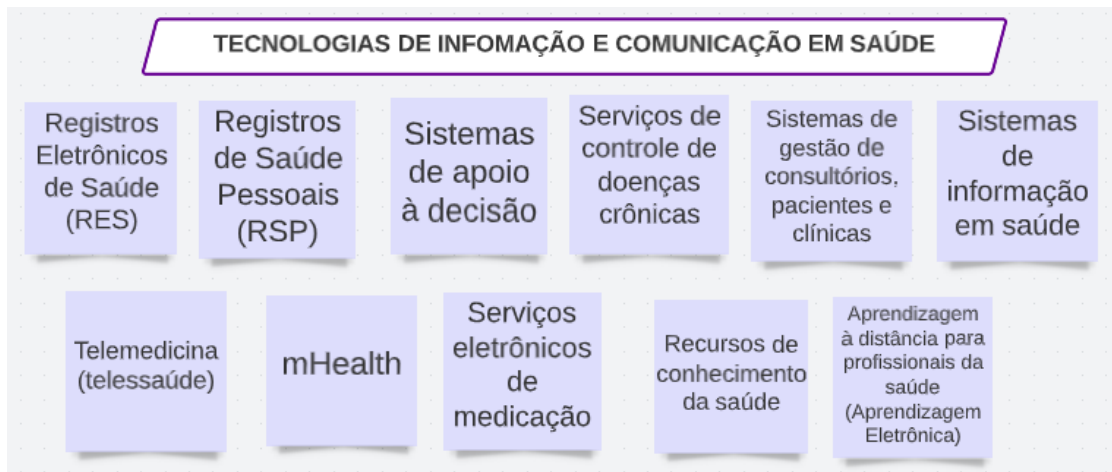 TECNOLOGIAS DE INFOMAÇÃO E COMUNICAÇÃO EM SAÚDE
Registros
Eletrônicos
de Saúde
(RES)
Registros
de Saúde
Pessoais
(RSP)
Sistemas
de apoio
à decisão
Serviços de
controle de
doenças
crônicas
Sistemas de
gestão de
consultórios,
pacientes e
clínicas
Sistemas
de
informação
em saúde
Telemedicina
(telessaúde)
mHealth
Serviços
eletrônicos
de
medicação
Recursos de
conhecimento
da saúde
Aprendizagem
à distância para
profissionais da
saúde
(Aprendizagem
Eletrônica)